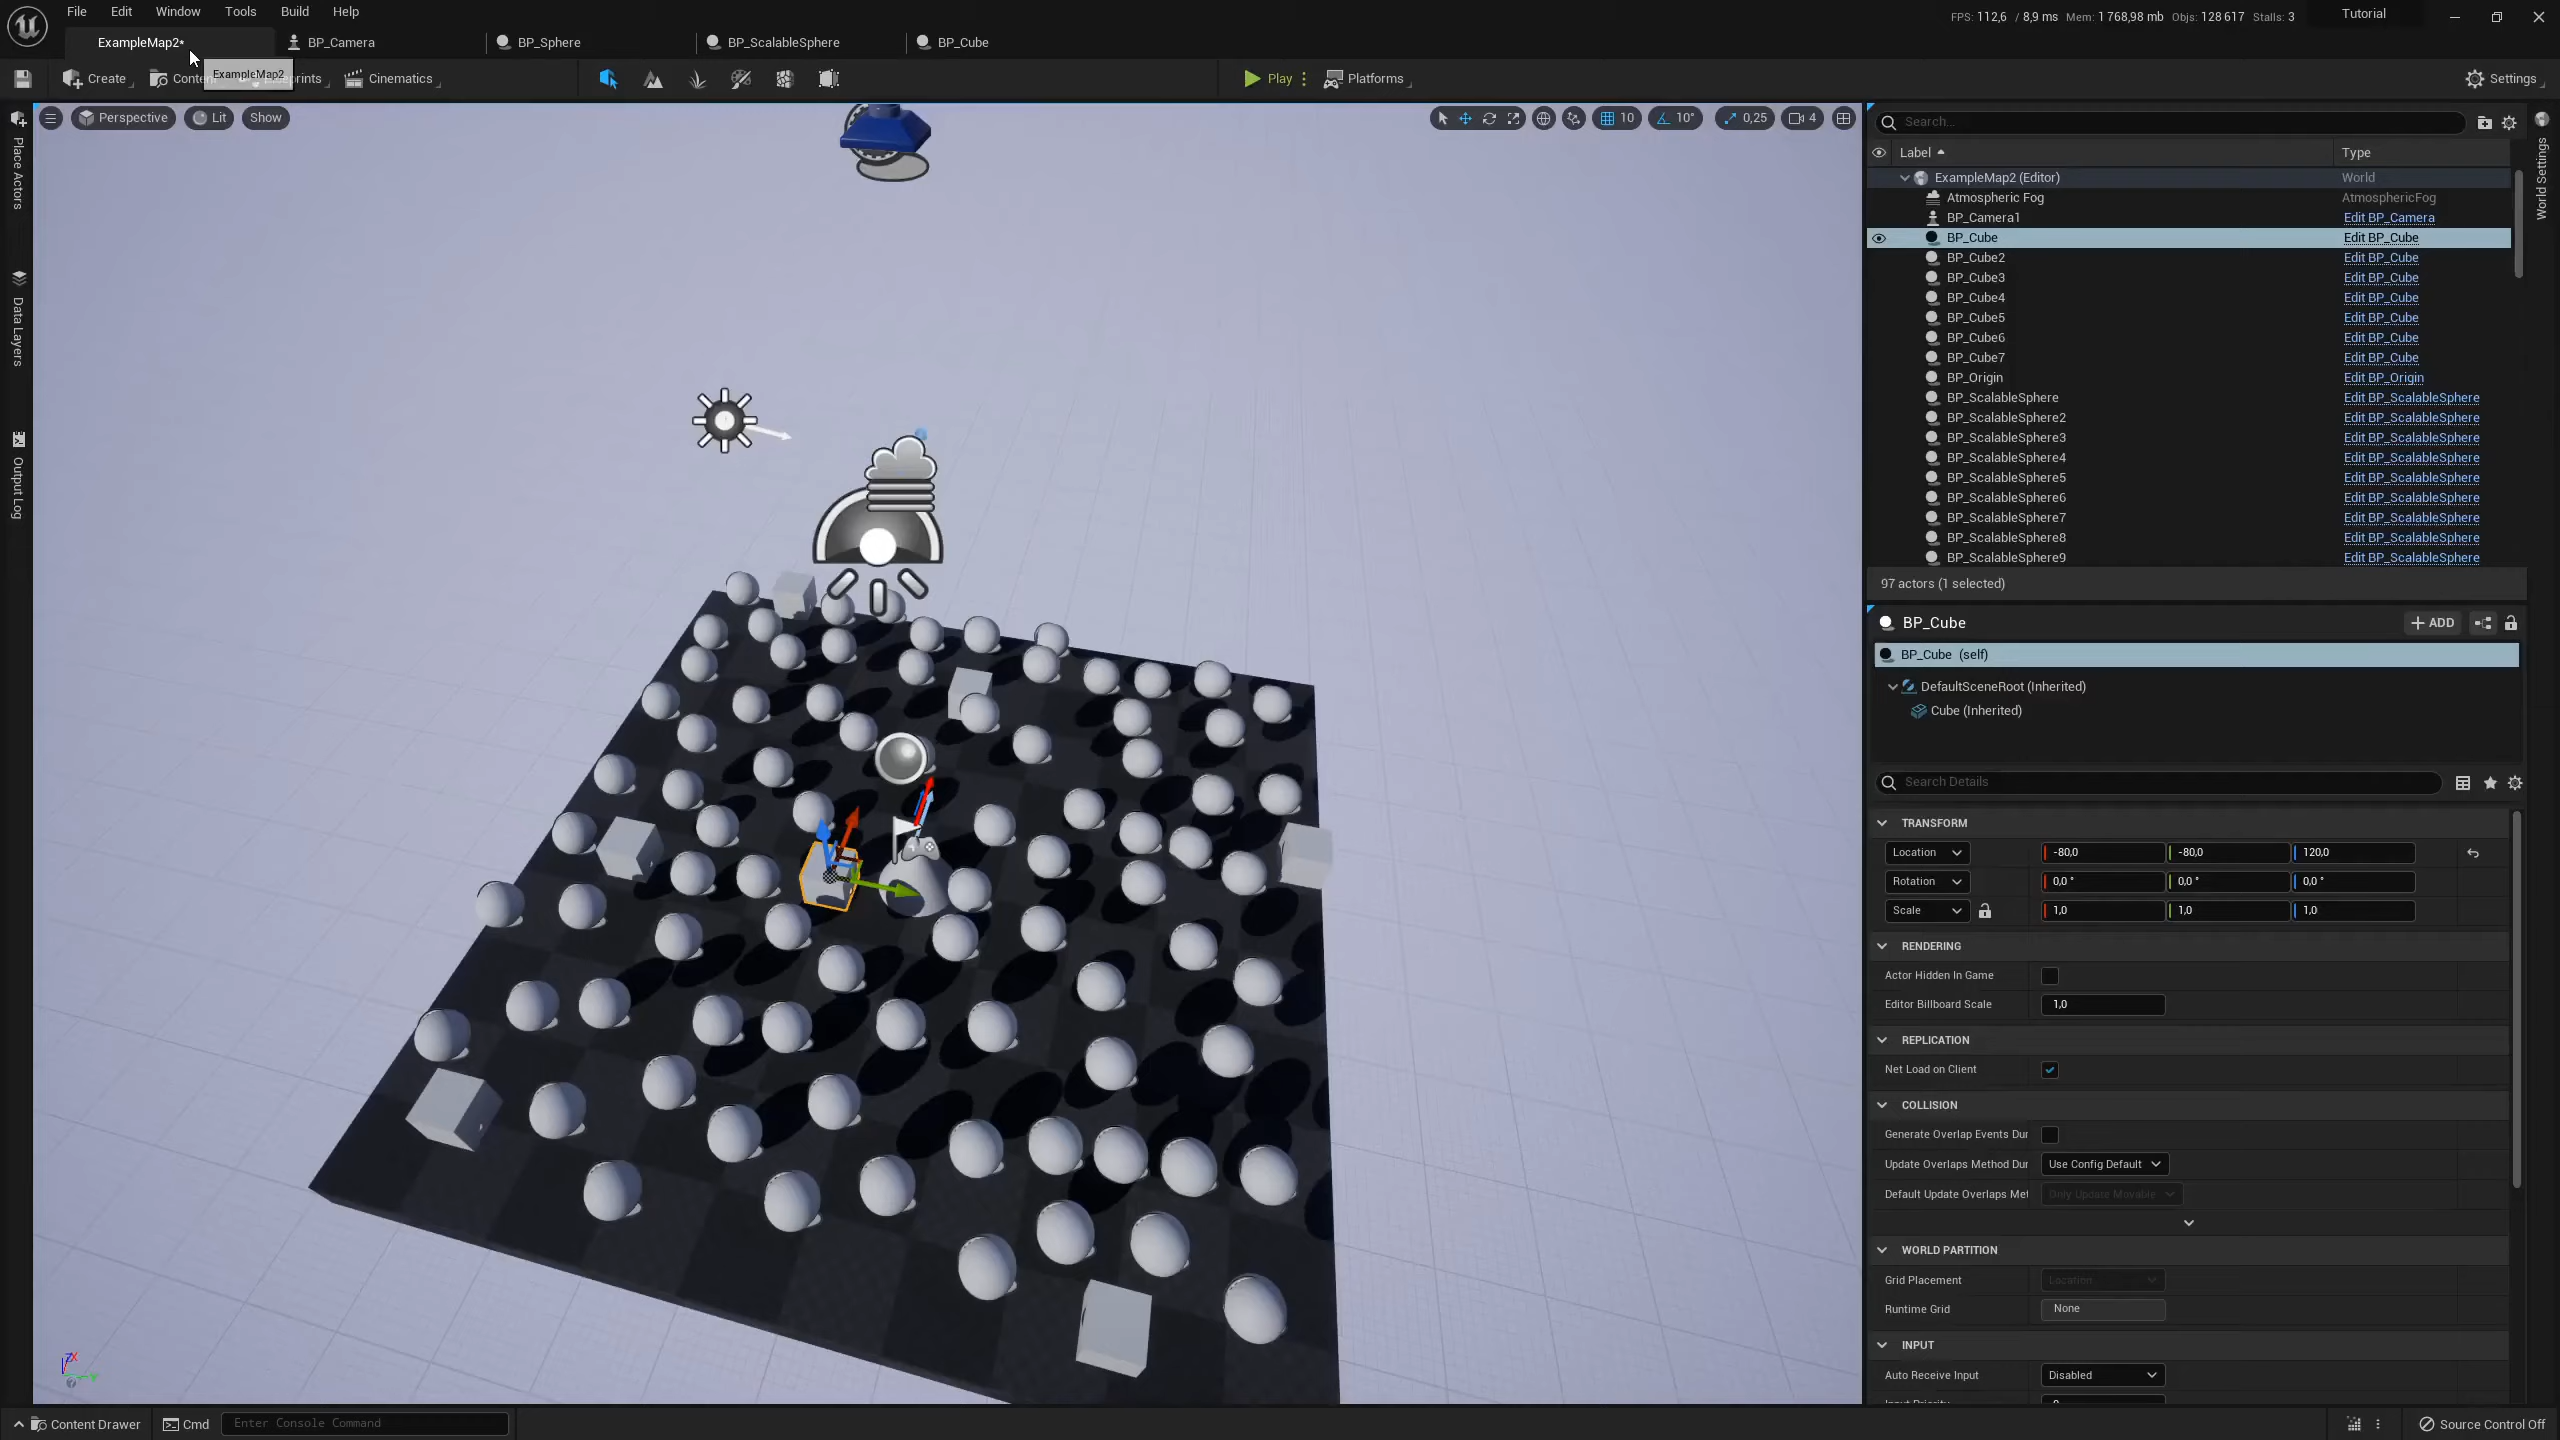 File Edit Window Tools Build Help
FPS: 112,6 / 8,9 ms Mem: 1 768,98 mb Objs: 128 617 Stalls: 3
Tutorial
ExampleMap2*
BP_Camera
BP_Sphere
BP_ScalableSphere
BP_Cube
Create
ExampleMap2
Cinematics
Play
Platforms
Settings
Perspective
Lit
Show
10
10°
0,25
4
Place Actors
Data Layers
Output Log
World Settings
Search...
Label Type
ExampleMap2 (Editor) World
Atmospheric Fog AtmosphericFog
BP_Camera1 Edit BP_Camera
BP_Cube Edit BP_Cube
BP_Cube2 Edit BP_Cube
BP_Cube3 Edit BP_Cube
BP_Cube4 Edit BP_Cube
BP_Cube5 Edit BP_Cube
BP_Cube6 Edit BP_Cube
BP_Cube7 Edit BP_Cube
BP_Origin Edit BP_Origin
BP_ScalableSphere Edit BP_ScalableSphere
BP_ScalableSphere2 Edit BP_ScalableSphere
BP_ScalableSphere3 Edit BP_ScalableSphere
BP_ScalableSphere4 Edit BP_ScalableSphere
BP_ScalableSphere5 Edit BP_ScalableSphere
BP_ScalableSphere6 Edit BP_ScalableSphere
BP_ScalableSphere7 Edit BP_ScalableSphere
BP_ScalableSphere8 Edit BP_ScalableSphere
BP_ScalableSphere9 Edit BP_ScalableSphere
97 actors (1 selected)
BP_Cube
ADD
BP_Cube (self)
DefaultSceneRoot (Inherited)
Cube (Inherited)
Search Details
TRANSFORM
Location -80,0 -80,0 120,0
Rotation 0,0 ° 0,0 ° 0,0 °
Scale 1,0 1,0 1,0
RENDERING
Actor Hidden In Game
Editor Billboard Scale 1,0
REPLICATION
Net Load on Client
COLLISION
Generate Overlap Events Dur
Update Overlaps Method Dur Use Config Default
Default Update Overlaps Met Only Update Movable
WORLD PARTITION
Grid Placement Location
Runtime Grid None
INPUT
Auto Receive Input Disabled
Content Drawer
Cmd
Enter Console Command
Source Control Off